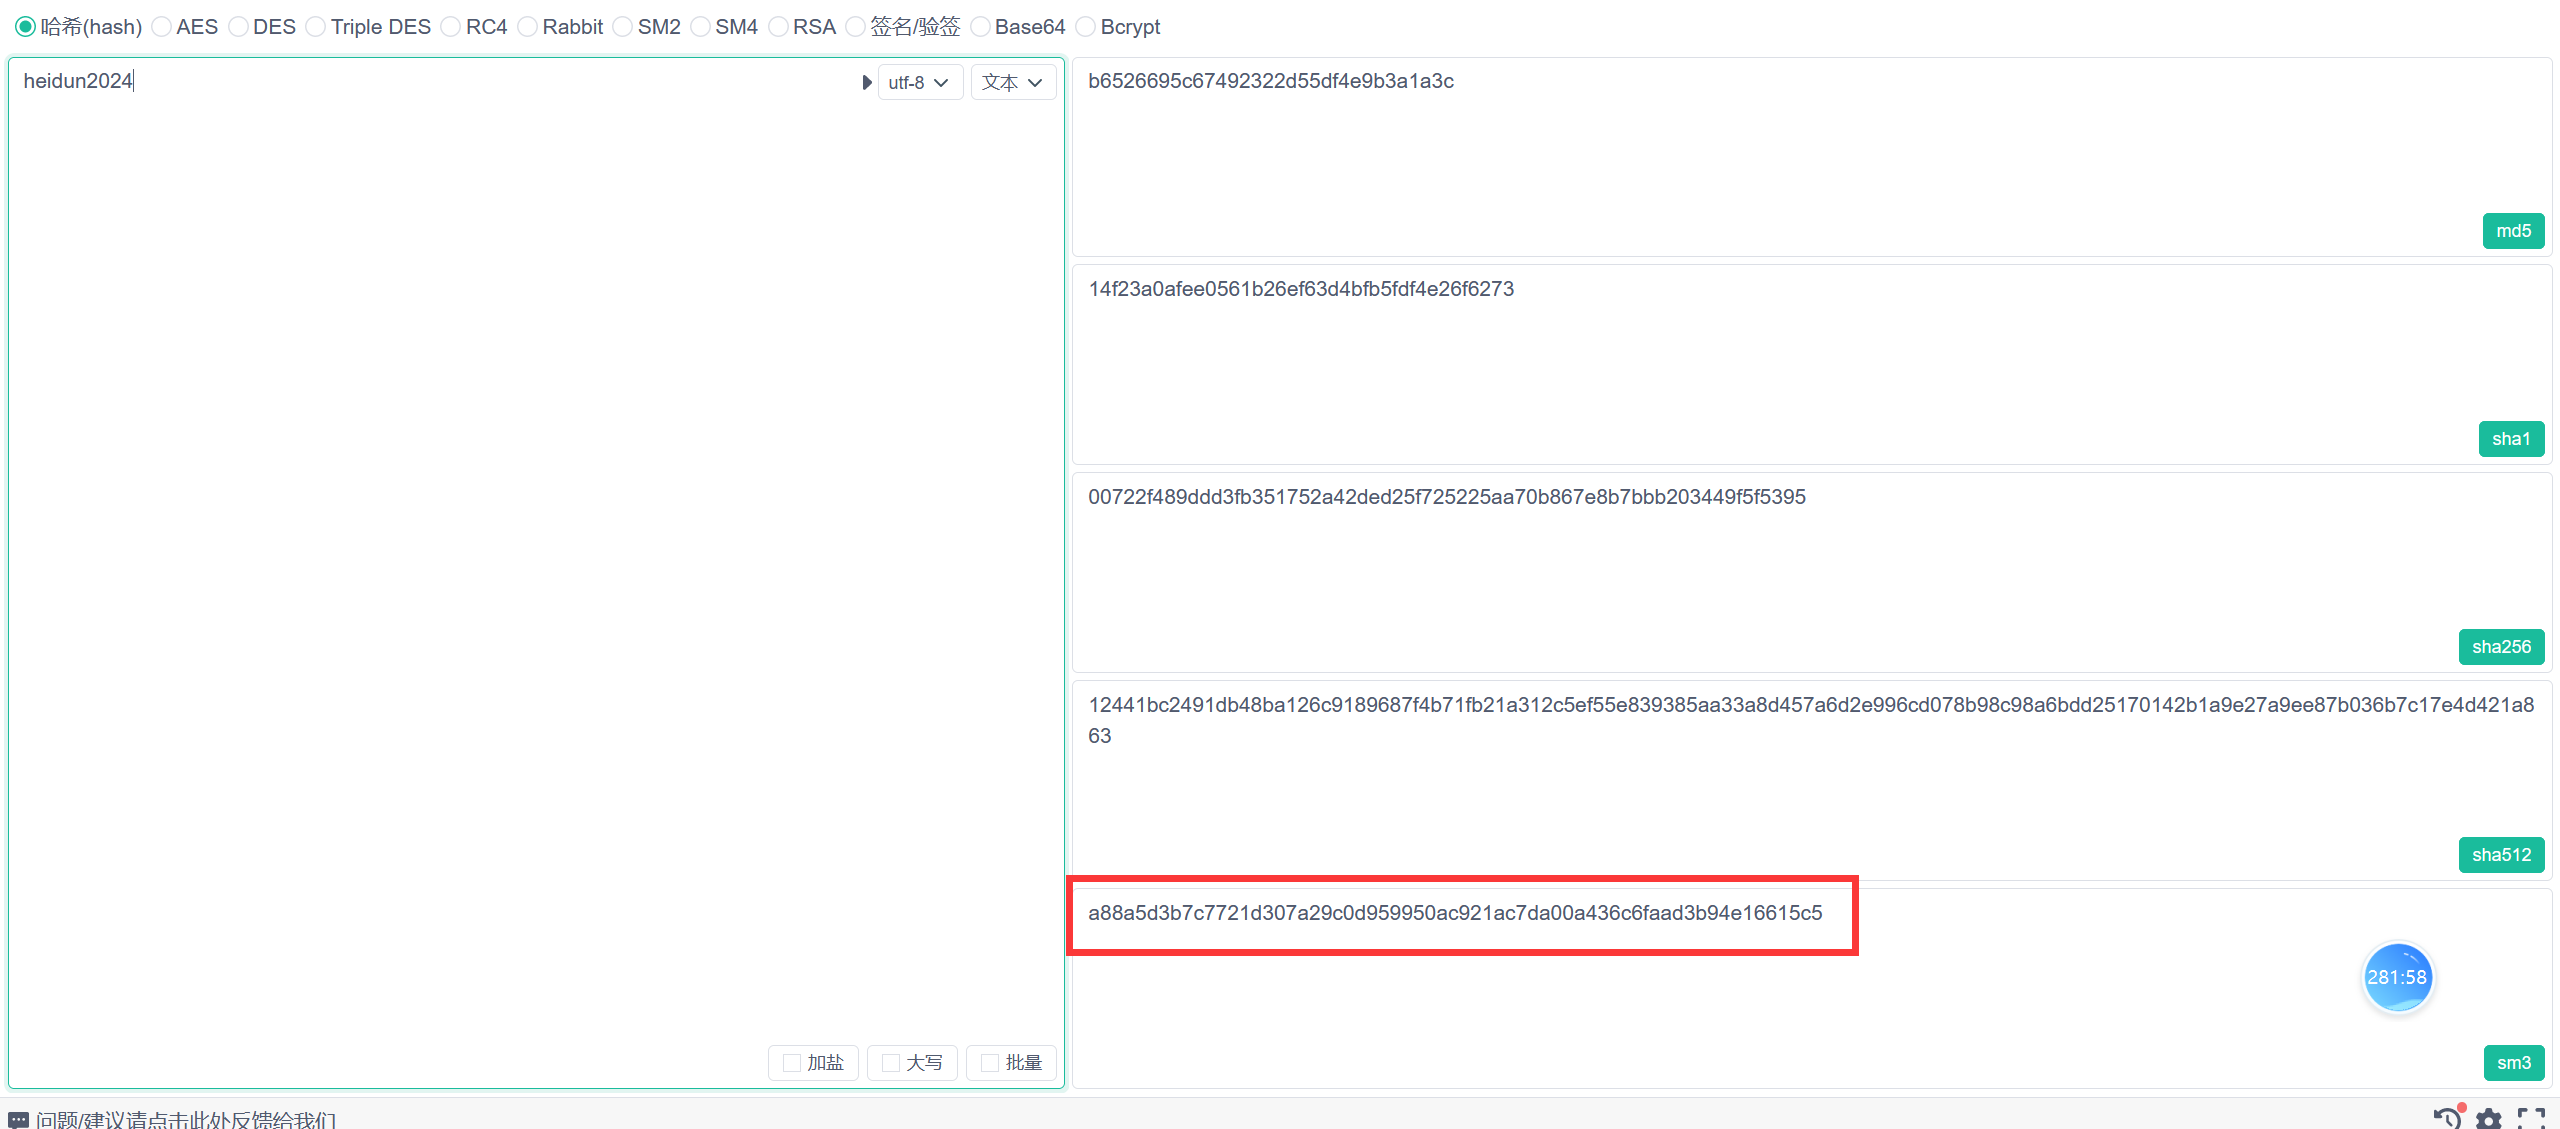 哈希(hash) AES DES Triple DES RC4 Rabbit SM2 SM4 RSA 签名/验签 Base64 Bcrypt
heidun2024
utf-8 文本
加盐 大写 批量
b6526695c67492322d55df4e9b3a1a3c
md5
14f23a0afee0561b26ef63d4bfb5fdf4e26f6273
sha1
00722f489ddd3fb351752a42ded25f725225aa70b867e8b7bbb203449f5f5395
sha256
12441bc2491db48ba126c9189687f4b71fb21a312c5ef55e839385aa33a8d457a6d2e996cd078b98c98a6bdd25170142b1a9e27a9ee87b036b7c17e4d421a8
63
sha512
a88a5d3b7c7721d307a29c0d959950ac921ac7da00a436c6faad3b94e16615c5
281:58
sm3
问题/建议请点击此处反馈给我们